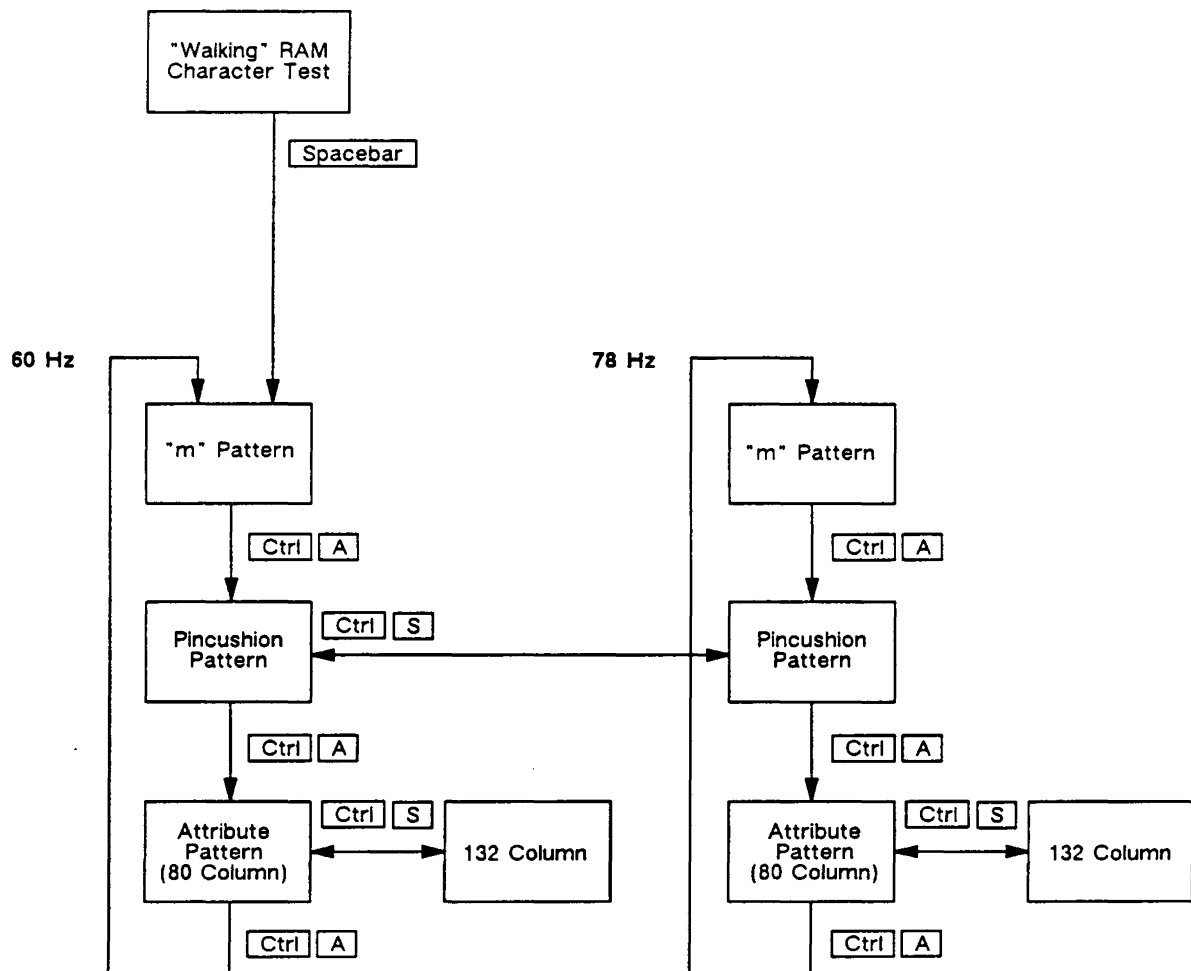 "Walking" RAM
Character Test
Spacebar
60 Hz
78 Hz
"m" Pattern
"m" Pattern
Ctrl A
Ctrl A
Pincushion
Pattern
Ctrl S
Pincushion
Pattern
Ctrl A
Ctrl A
Attribute
Pattern
(80 Column)
Ctrl S
132 Column
Attribute
Pattern
(80 Column)
Ctrl S
132 Column
Ctrl A
Ctrl A